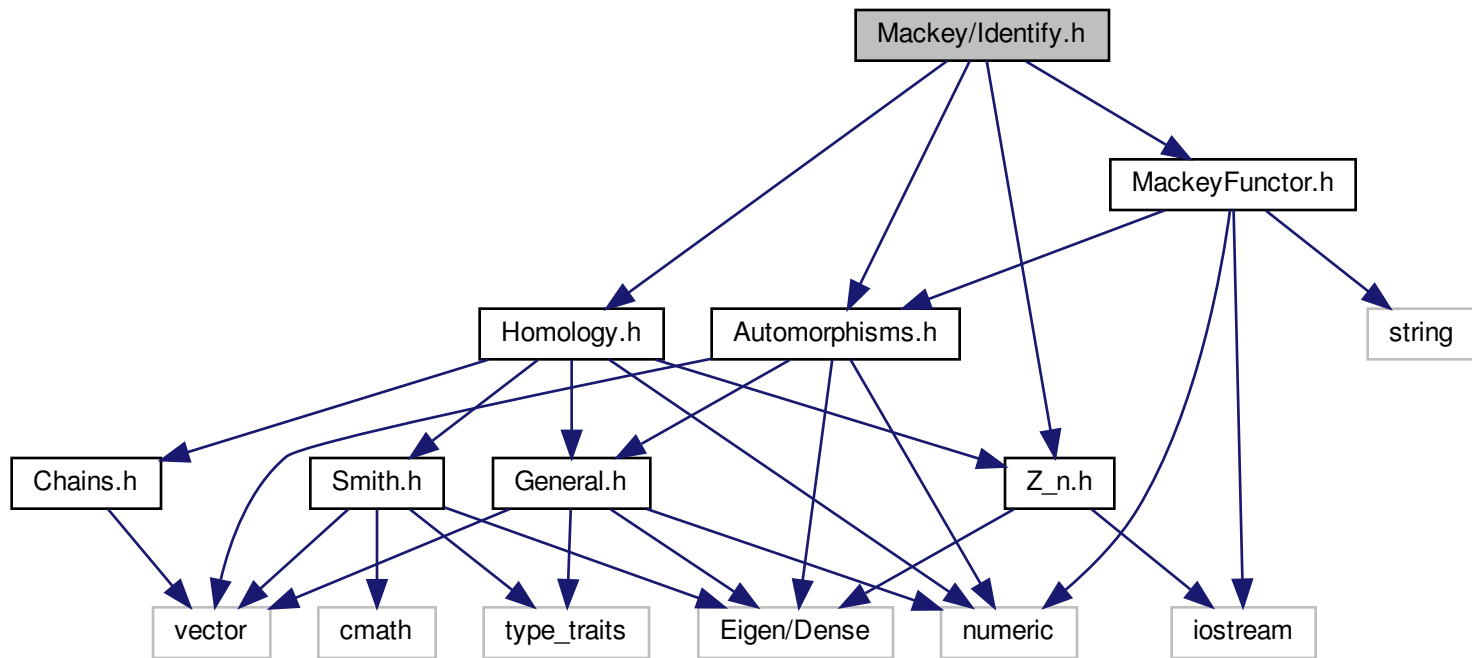 Mackey/Identify.h
MackeyFunctor.h
Homology.h
Automorphisms.h
string
Chains.h
Smith.h
General.h
Z_n.h
vector
cmath
type_traits
Eigen/Dense
numeric
iostream